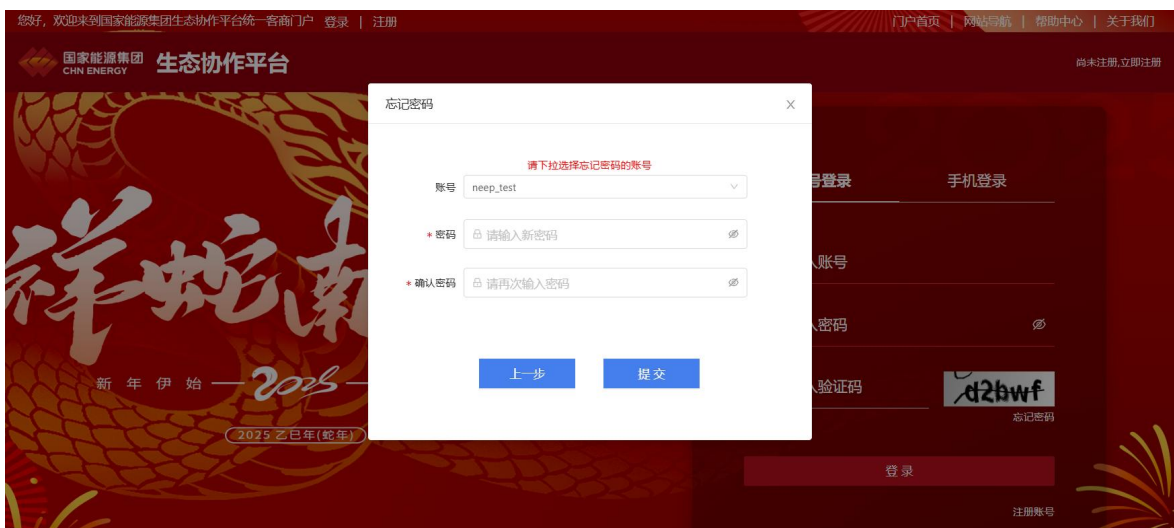 您好，欢迎来到国家能源集团生态协作平台统一客商门户 登录 | 注册
门户首页 | 网站导航 | 帮助中心 | 关于我们
国家能源集团
CHN ENERGY
生态协作平台
尚未注册,立即注册
忘记密码
请下拉选择忘记密码的账号
账号 neep_test
* 密码 请输入新密码
* 确认密码 请再次输入密码
上一步 提交
号登录 手机登录
入账号
入密码
入验证码 d2bwf
忘记密码
登录
注册账号
祥蛇南
新年伊始 2025
2025 乙巳年(蛇年)